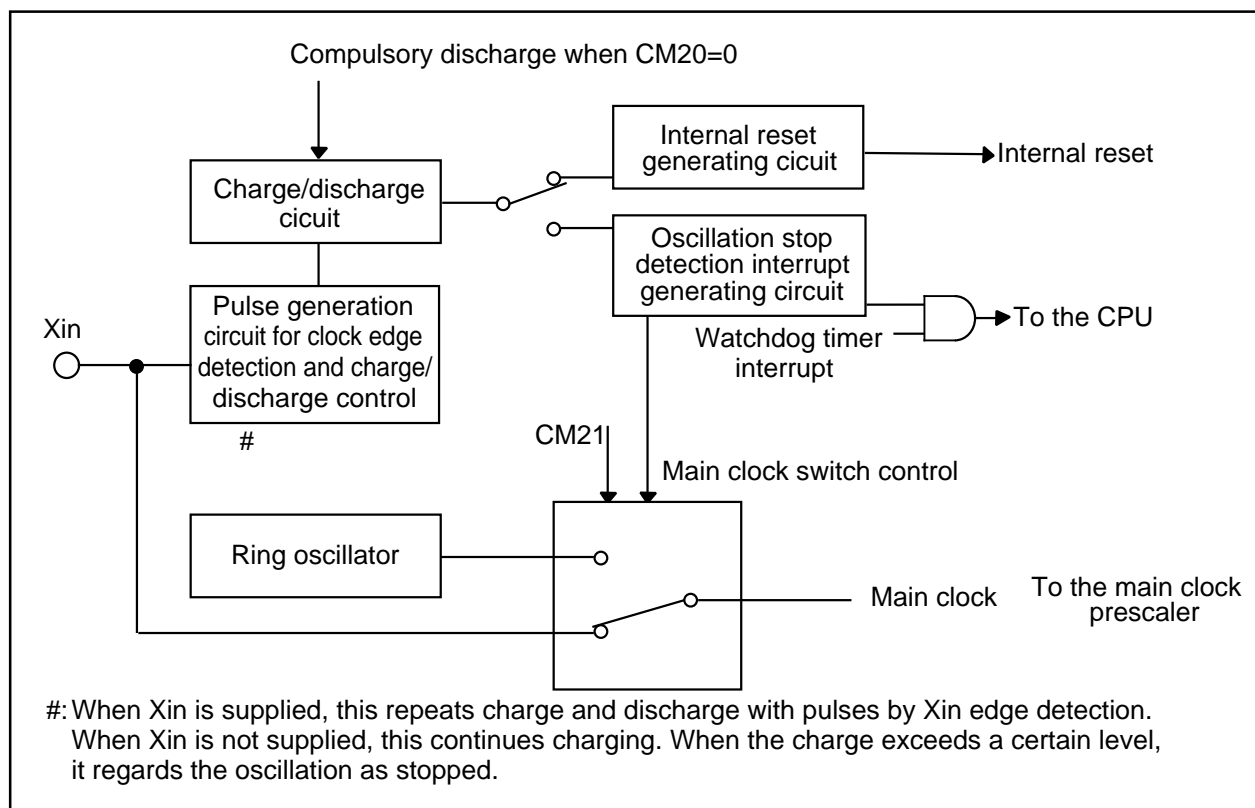 Compulsory discharge when CM20=0
Charge/discharge
cicuit
Internal reset
generating cicuit
Internal reset
Oscillation stop
detection interrupt
generating circuit
Watchdog timer
interrupt
To the CPU
Xin
Pulse generation
circuit for clock edge
detection and charge/
discharge control
#
CM21
Main clock switch control
Ring oscillator
Main clock
To the main clock
prescaler
#: When Xin is supplied, this repeats charge and discharge with pulses by Xin edge detection.
When Xin is not supplied, this continues charging. When the charge exceeds a certain level,
it regards the oscillation as stopped.